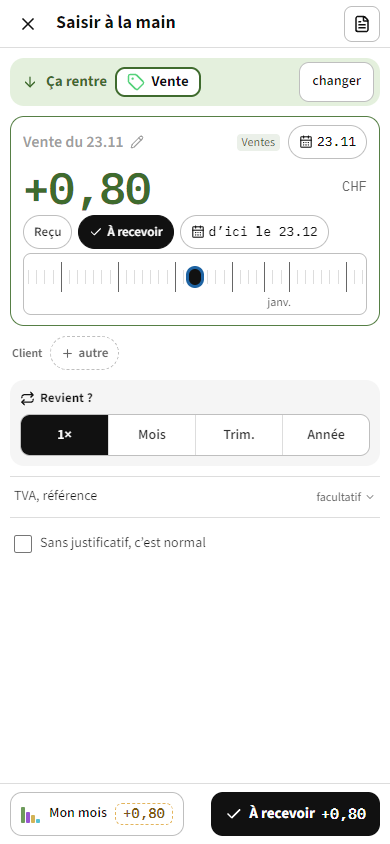 Saisir à la main
Ça rentre
Vente
changer
Vente du 23.11
Ventes
23.11
+0,80
CHF
Reçu
À recevoir
d'ici le 23.12
janv.
Client
+ autre
Revient ?
1×
Mois
Trim.
Année
TVA, référence
facultatif
Sans justificatif, c'est normal
Mon mois
+0,80
À recevoir +0,80